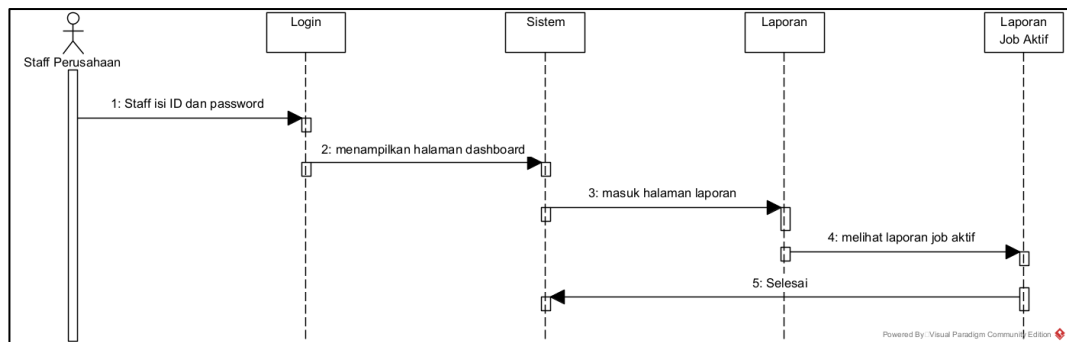 Staff Perusahaan
Login
Sistem
Laporan
Laporan
Job Aktif
1: Staff isi ID dan password
2: menampilkan halaman dashboard
3: masuk halaman laporan
4: melihat laporan job aktif
5: Selesai
Powered By Visual Paradigm Community Edition